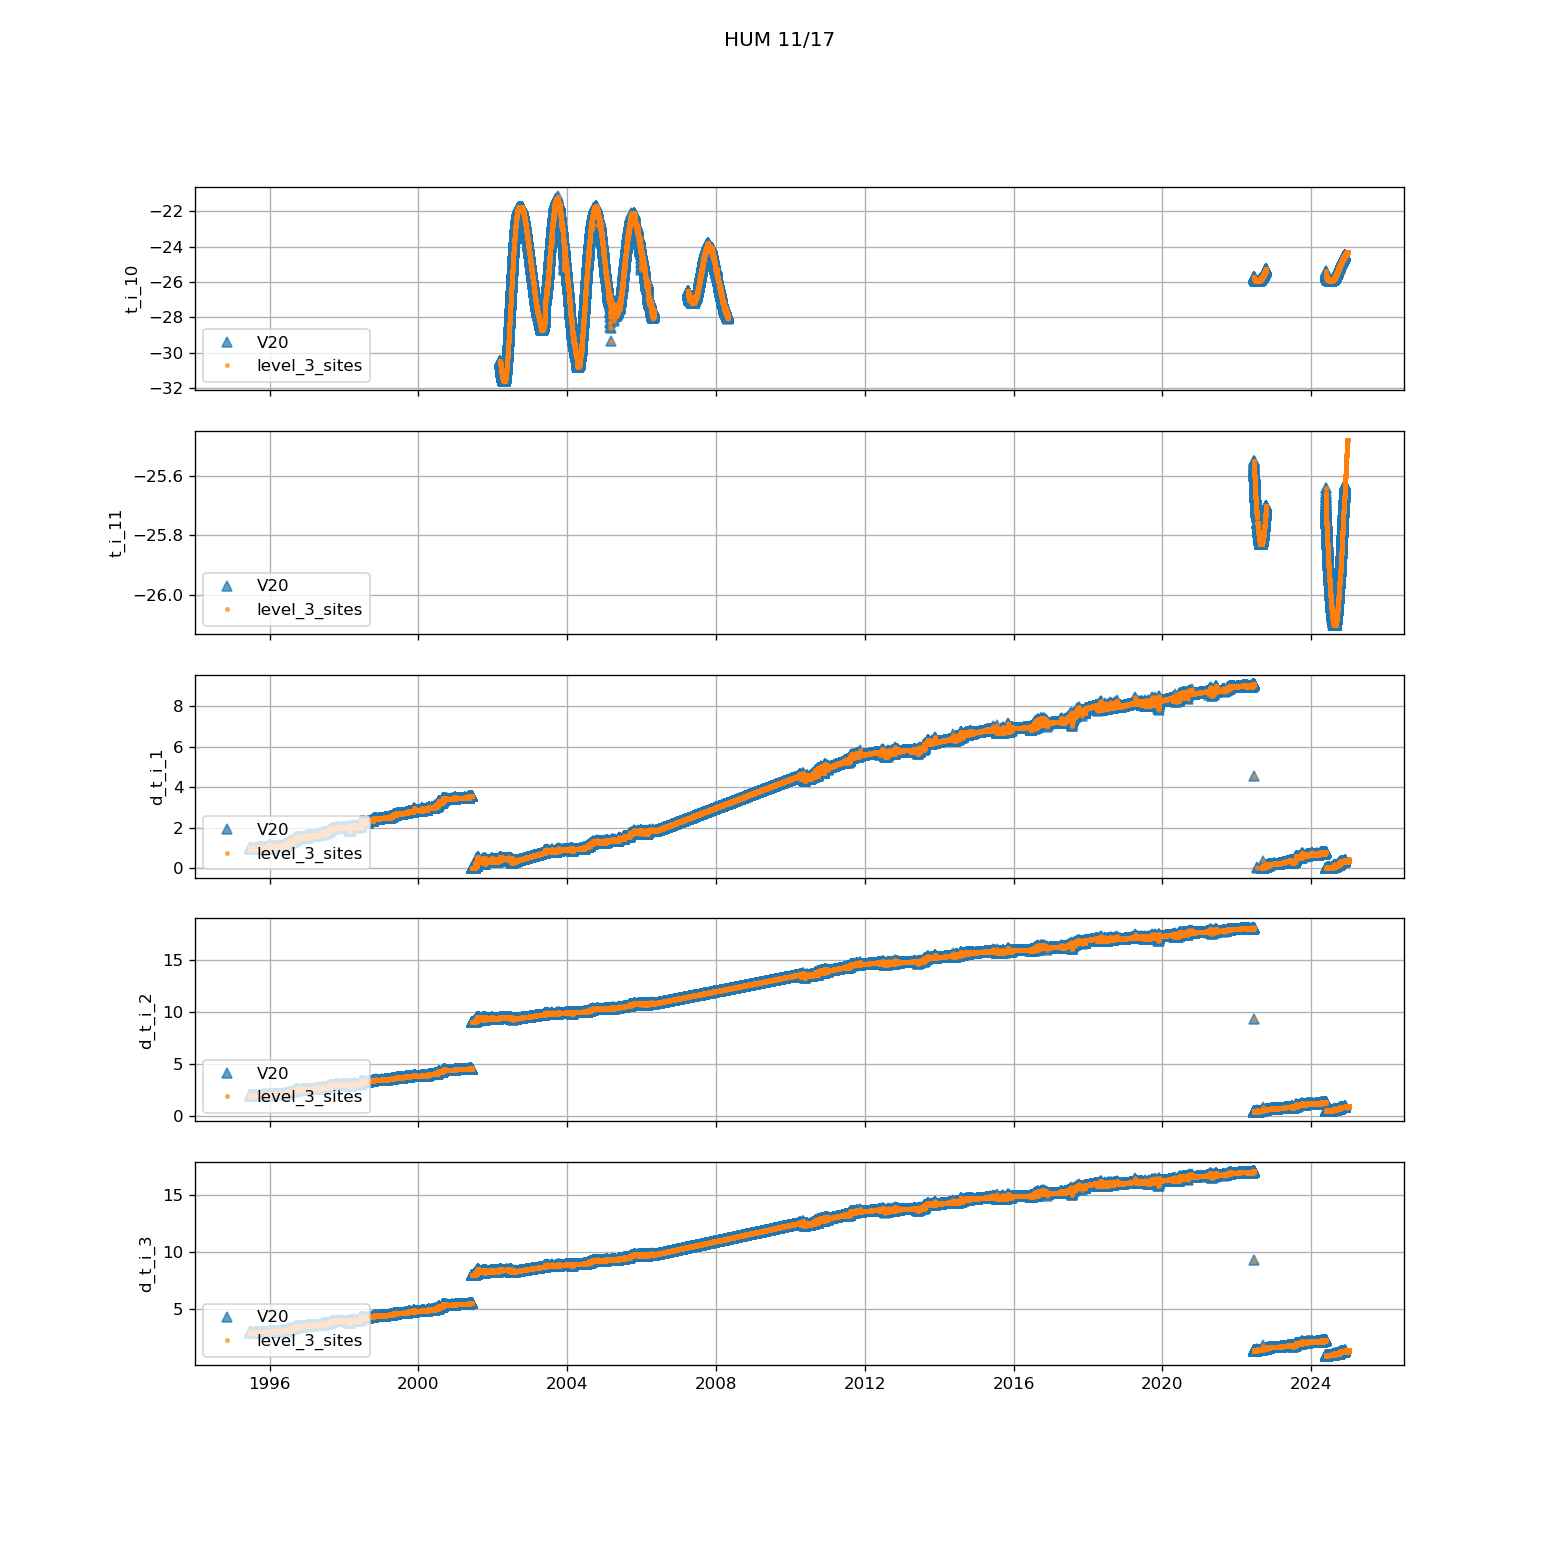 HUM 11/17
t_i_10
−22
−24
−26
−28
−30
−32
V20
level_3_sites
t_i_11
−25.6
−25.8
−26.0
V20
level_3_sites
d_t_i_1
8
6
4
2
0
V20
level_3_sites
d_t_i_2
15
10
5
0
V20
level_3_sites
d_t_i_3
15
10
5
V20
level_3_sites
1996 2000 2004 2008 2012 2016 2020 2024